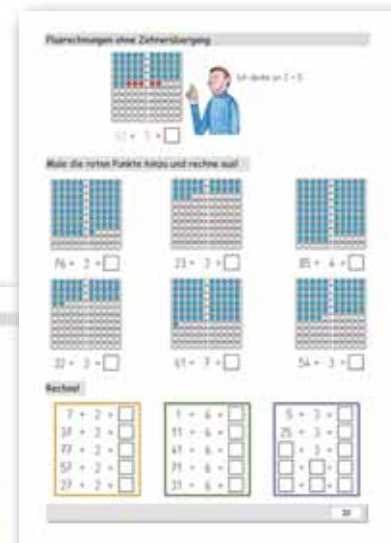 Plusrechnungen ohne Zehnerübergang
Ich denke an 2 + 5.
+ 5 = □
Male die roten Punkte hinzu und rechne aus!
76 + 2 = □
23 + 3 = □
85 + 4 = □
32 + 3 = □
61 + 7 = □
54 + 3 = □
Rechne!
7 + 2 = □
1 + 6 = □
5 + 3 = □
37 + 2 = □
11 + 6 = □
25 + 3 = □
77 + 2 = □
41 + 6 = □
□ + 3 = □
57 + 2 = □
71 + 6 = □
□ + □ = □
27 + 2 = □
31 + 6 = □
□ + □ = □